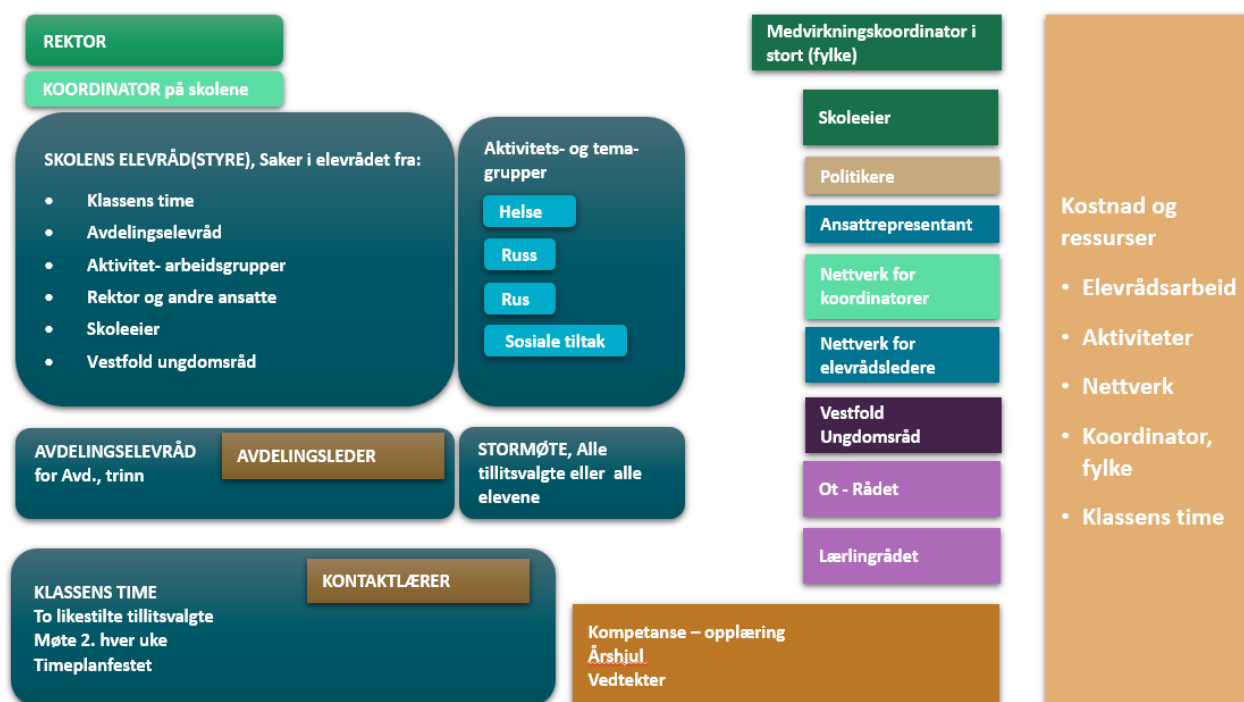 REKTOR
KOORDINATOR på skolene
SKOLENS ELEVRÅD(STYRE), Saker i elevrådet fra:
• Klassens time
• Avdelingselevråd
• Aktivitet- arbeidsgrupper
• Rektor og andre ansatte
• Skoleeier
• Vestfold ungdomsråd
Aktivitets- og tema-
grupper
Helse
Russ
Rus
Sosiale tiltak
AVDELINGSELEVRÅD
for Avd., trinn
AVDELINGSLEDER
STORMØTE, Alle
tillitsvalgte eller alle
elevene
KLASSENS TIME
To likestilte tillitsvalgte
Møte 2. hver uke
Timeplanfestet
KONTAKTLÆRER
Medvirkningskoordinator i
stort (fylke)
Skoleeier
Politikere
Ansattrepresentant
Nettverk for
koordinatorer
Nettverk for
elevrådsledere
Vestfold
Ungdomsråd
Ot - Rådet
Lærlingrådet
Kompetanse – opplæring
Årshjul
Vedtekter
Kostnad og
ressurser
• Elevrådsarbeid
• Aktiviteter
• Nettverk
• Koordinator,
fylke
• Klassens time